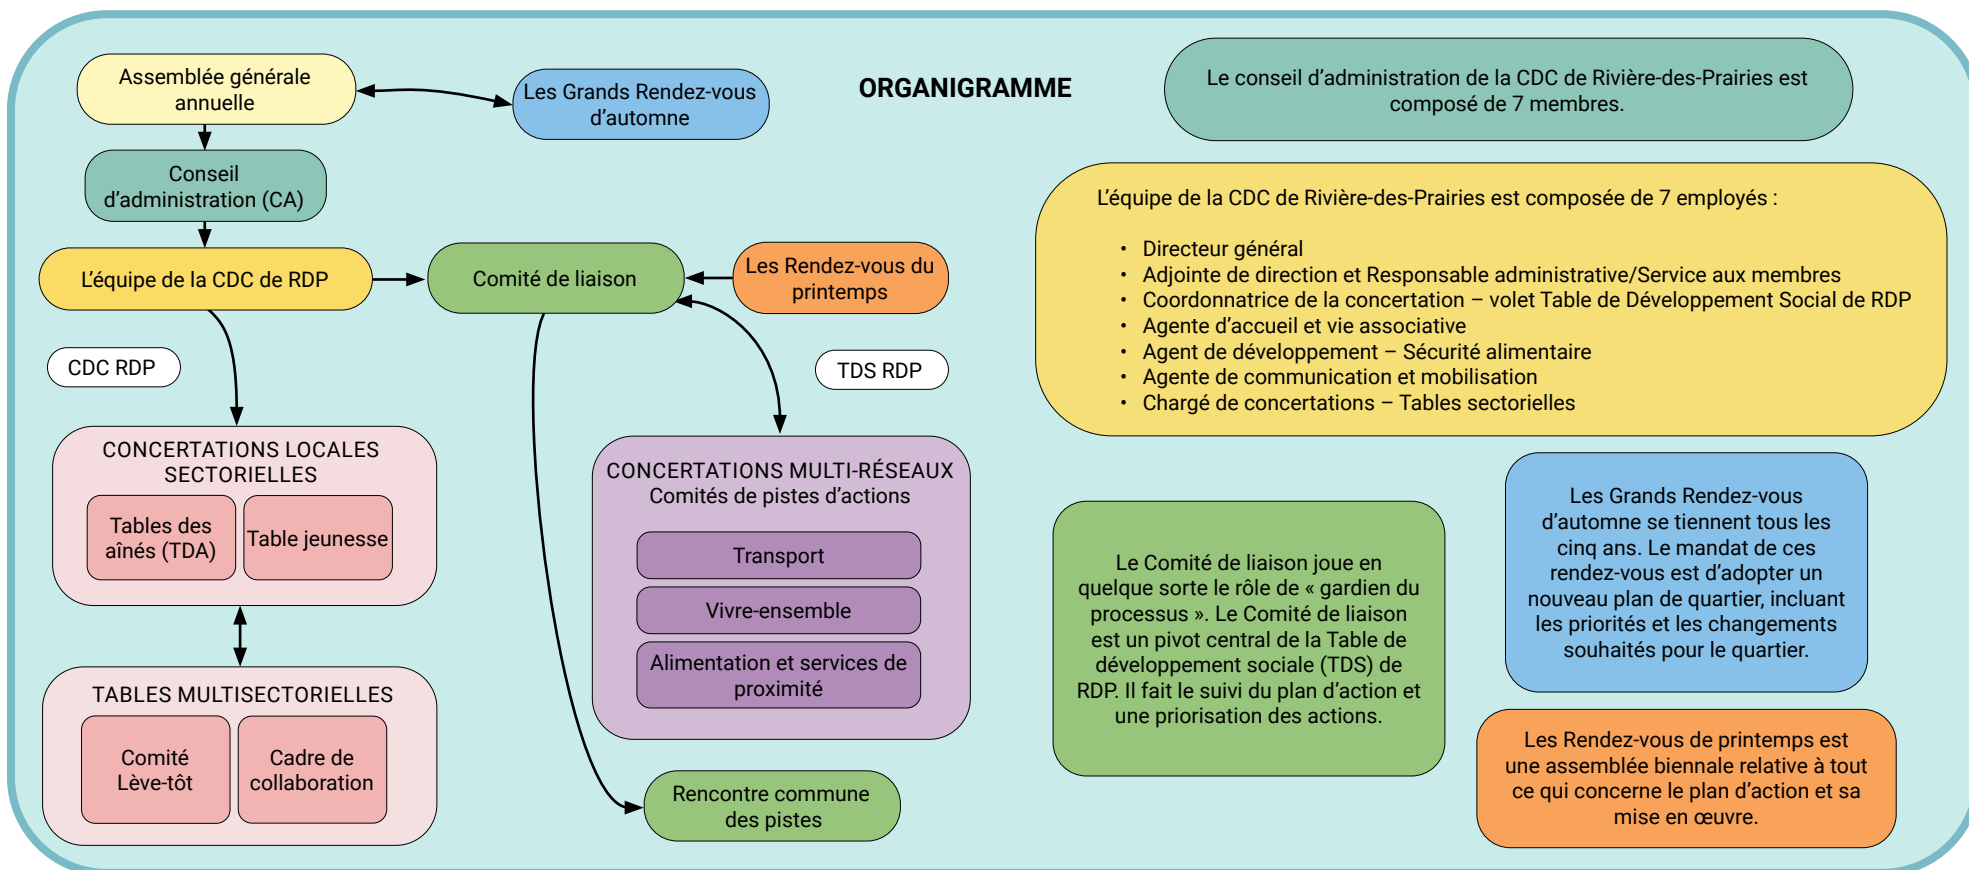 ORGANIGRAMME
Assemblée générale
annuelle
Les Grands Rendez-vous
d'automne
Conseil
d'administration (CA)
L'équipe de la CDC de RDP
Comité de liaison
Les Rendez-vous du
printemps
CDC RDP
TDS RDP
CONCERTATIONS LOCALES
SECTORIELLES
Tables des
aînés (TDA)
Table jeunesse
TABLES MULTISECTORIELLES
Comité
Lève-tôt
Cadre de
collaboration
CONCERTATIONS MULTI-RÉSEAUX
Comités de pistes d'actions
Transport
Vivre-ensemble
Alimentation et services de
proximité
Rencontre commune
des pistes
Le conseil d'administration de la CDC de Rivière-des-Prairies est
composé de 7 membres.
L'équipe de la CDC de Rivière-des-Prairies est composée de 7 employés :
• Directeur général
• Adjointe de direction et Responsable administrative/Service aux membres
• Coordonnatrice de la concertation – volet Table de Développement Social de RDP
• Agente d'accueil et vie associative
• Agent de développement – Sécurité alimentaire
• Agente de communication et mobilisation
• Chargé de concertations – Tables sectorielles
Le Comité de liaison joue en
quelque sorte le rôle de « gardien du
processus ». Le Comité de liaison
est un pivot central de la Table de
développement sociale (TDS) de
RDP. Il fait le suivi du plan d'action et
une priorisation des actions.
Les Grands Rendez-vous
d'automne se tiennent tous les
cinq ans. Le mandat de ces
rendez-vous est d'adopter un
nouveau plan de quartier, incluant
les priorités et les changements
souhaités pour le quartier.
Les Rendez-vous de printemps est
une assemblée biennale relative à tout
ce qui concerne le plan d'action et sa
mise en œuvre.